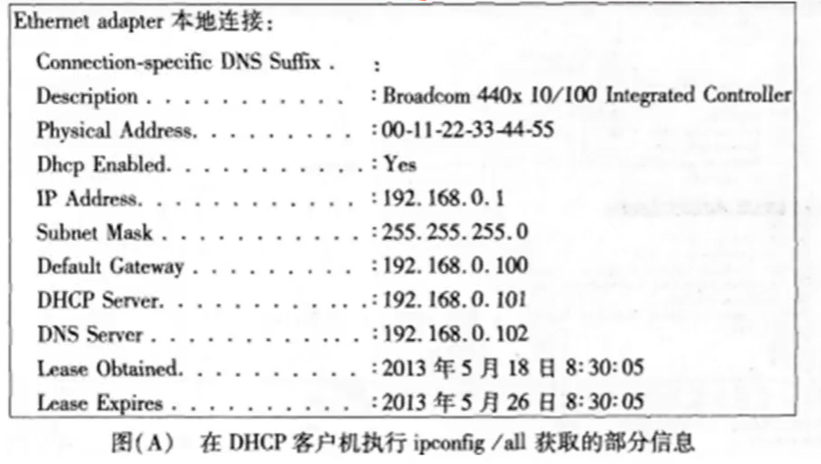 Ethernet adapter 本地连接:
Connection-specific DNS Suffix . :
Description . . . . . . . . . . . . : Broadcom 440x 10/100 Integrated Controller
Physical Address. . . . . . . . . . :00-11-22-33-44-55
Dhcp Enabled. . . . . . . . . . . . : Yes
IP Address. . . . . . . . . . . . . :192.168.0.1
Subnet Mask . . . . . . . . . . . . :255.255.255.0
Default Gateway . . . . . . . . . . :192.168.0.100
DHCP Server. . . . . . . . . . . . .:192.168.0.101
DNS Server . . . . . . . . . . . . .:192.168.0.102
Lease Obtained. . . . . . . . . . . :2013 年 5 月 18 日 8:30:05
Lease Expires . . . . . . . . . . . :2013 年 5 月 26 日 8:30:05
图(A) 在 DHCP 客户机执行 ipconfig /all 获取的部分信息